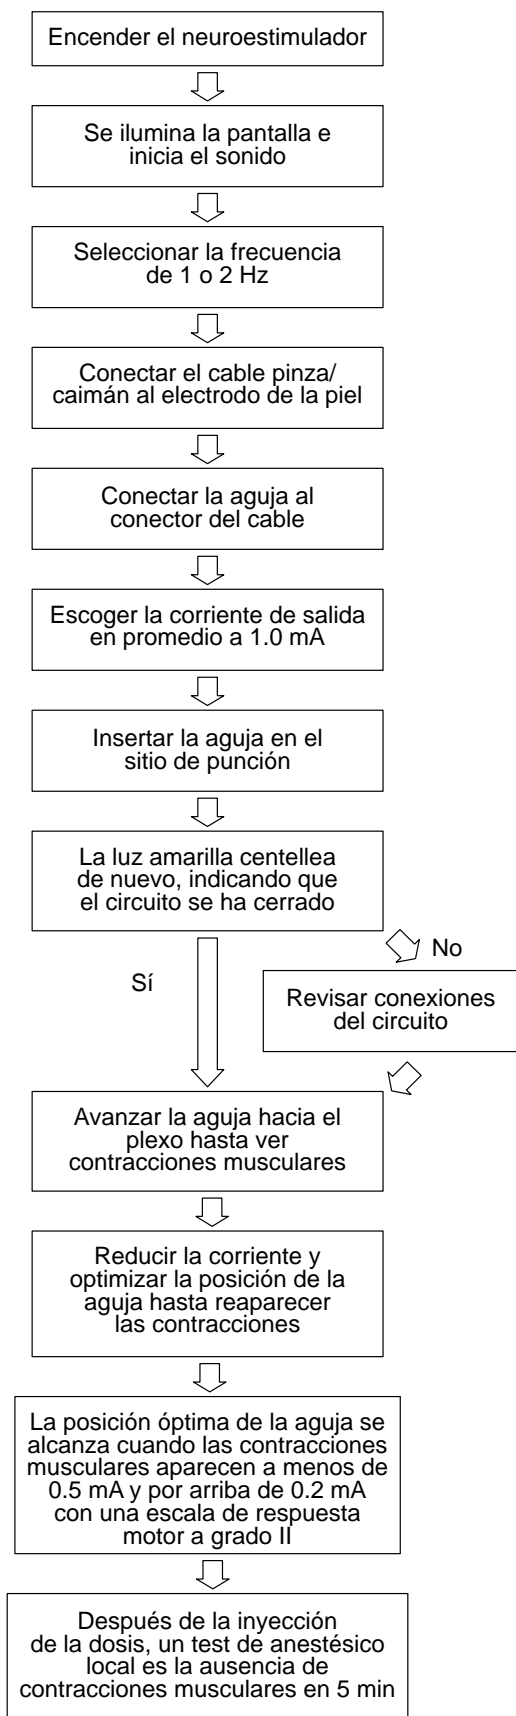 Encender el neuroestimulador
Se ilumina la pantalla e
inicia el sonido
Seleccionar la frecuencia
de 1 o 2 Hz
Conectar el cable pinza/
caimán al electrodo de la piel
Conectar la aguja al
conector del cable
Escoger la corriente de salida
en promedio a 1.0 mA
Insertar la aguja en el
sitio de punción
La luz amarilla centellea
de nuevo, indicando que
el circuito se ha cerrado
No
Sí
Revisar conexiones
del circuito
Avanzar la aguja hacia el
plexo hasta ver
contracciones musculares
Reducir la corriente y
optimizar la posición de la
aguja hasta reaparecer
las contracciones
La posición óptima de la aguja se
alcanza cuando las contracciones
musculares aparecen a menos de
0.5 mA y por arriba de 0.2 mA
con una escala de respuesta
motor a grado II
Después de la inyección
de la dosis, un test de anestésico
local es la ausencia de
contracciones musculares en 5 min